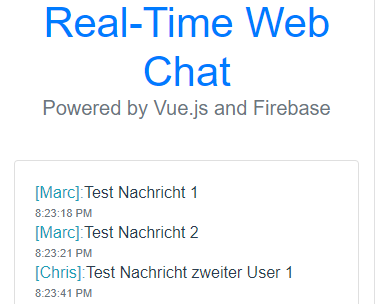 Real-Time Web
Chat
Powered by Vue.js and Firebase
[Marc]:Test Nachricht 1
8:23:18 PM
[Marc]:Test Nachricht 2
8:23:21 PM
[Chris]:Test Nachricht zweiter User 1
8:23:41 PM